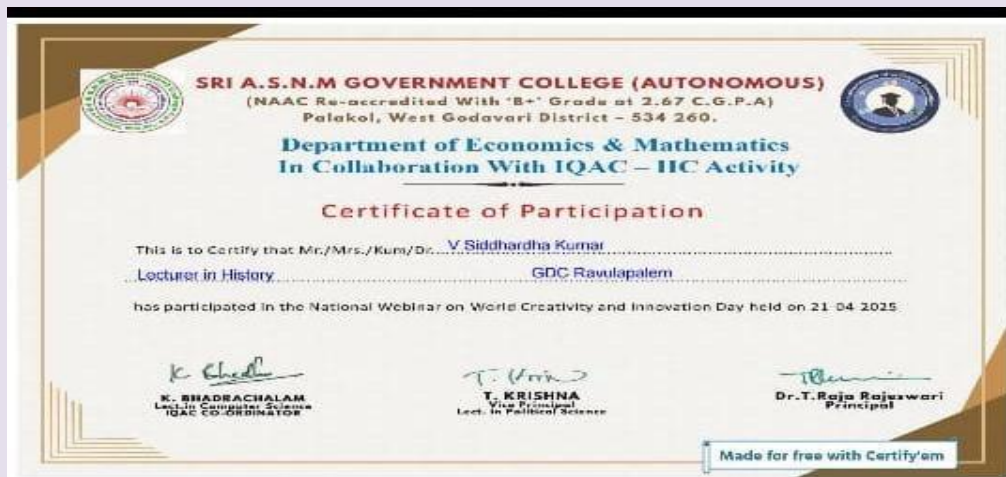 SRI A.S.N.M GOVERNMENT COLLEGE (AUTONOMOUS)
(NAAC Re-accredited With 'B+' Grade at 2.67 C.G.P.A)
Palakol, West Godavari District – 534 260.
Department of Economics & Mathematics
In Collaboration With IQAC – IIC Activity
Certificate of Participation
This is to Certify that Mr./Mrs./Kum/Dr. V Siddhardha Kumar
Lecturer in History GDC Ravulapalem
has participated in the National Webinar on World Creativity and Innovation Day held on 21-04-2025
K. BHADRACHALAM
Lect.in Computer Science
IQAC CO-ORDINATOR
T. KRISHNA
Vice Principal
Lect. in Political Science
Dr.T.Raja Rajeswari
Principal
Made for free with Certify'em